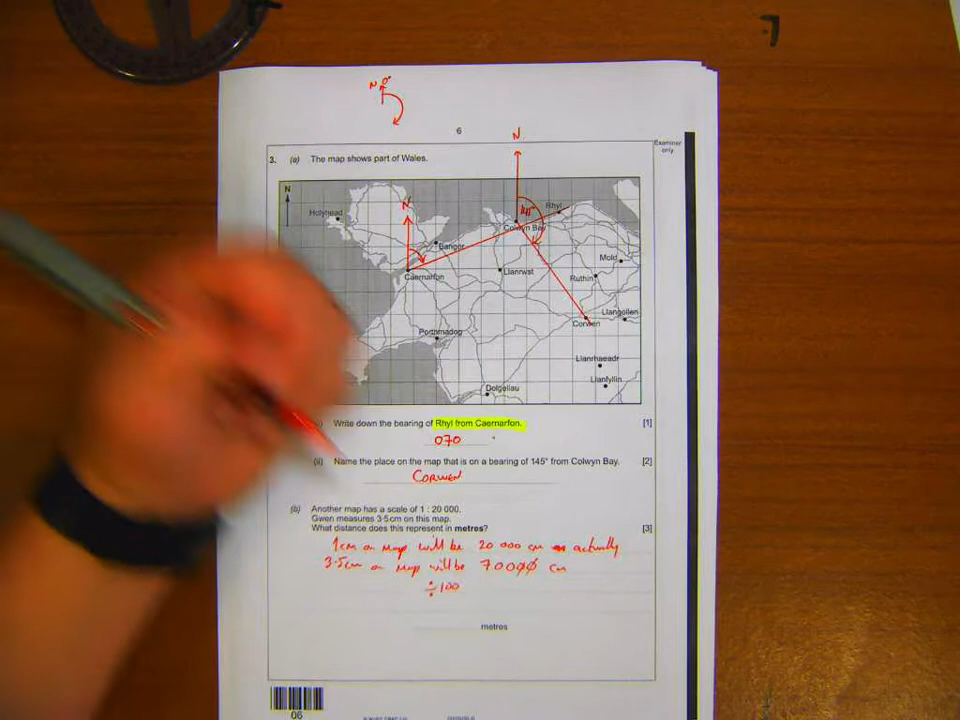 N 0°
6
N
Examiner only
3. (a) The map shows part of Wales.
N
Holyhead
N
Rhyl
Colwyn Bay
Bangor
Mold
Caernarfon
Llanrwst
Ruthin
Llangollen
Corwen
Porthmadog
Llanrhaeadr
Llanfyllin
Dolgellau
Write down the bearing of Rhyl from Caernarfon. [1]
070 °
(ii) Name the place on the map that is on a bearing of 145° from Colwyn Bay. [2]
CORWEN
(b) Another map has a scale of 1 : 20 000.
Gwen measures 3·5cm on this map.
What distance does this represent in metres? [3]
1cm on map will be 20 000 cm actually
3.5cm on map will be 70000 cm
÷100
metres
06